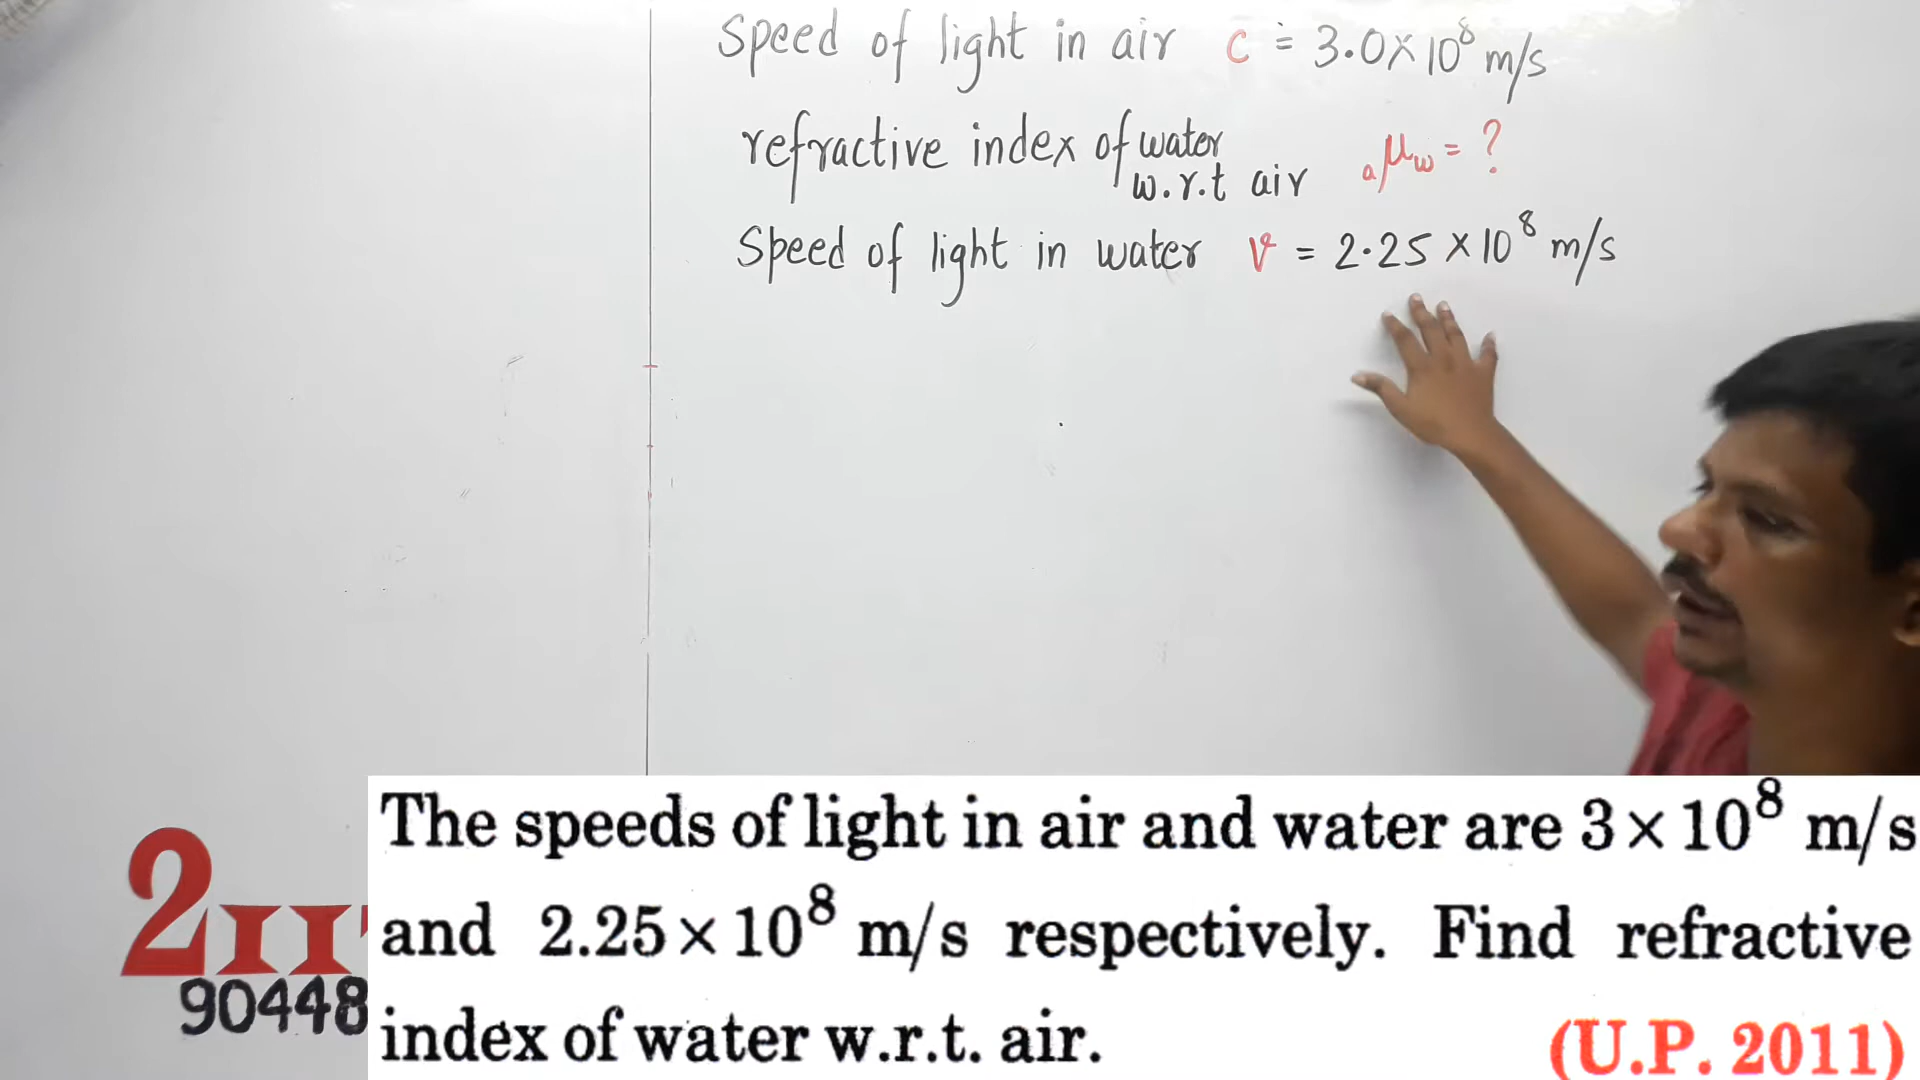 Speed of light in air c = 3.0×10⁸ m/s
refractive index of water w.r.t air ₐμ_w = ?
Speed of light in water v = 2.25 × 10⁸ m/s
The speeds of light in air and water are 3 × 10⁸ m/s
and 2.25 × 10⁸ m/s respectively. Find refractive
index of water w.r.t. air.
(U.P. 2011)
90448